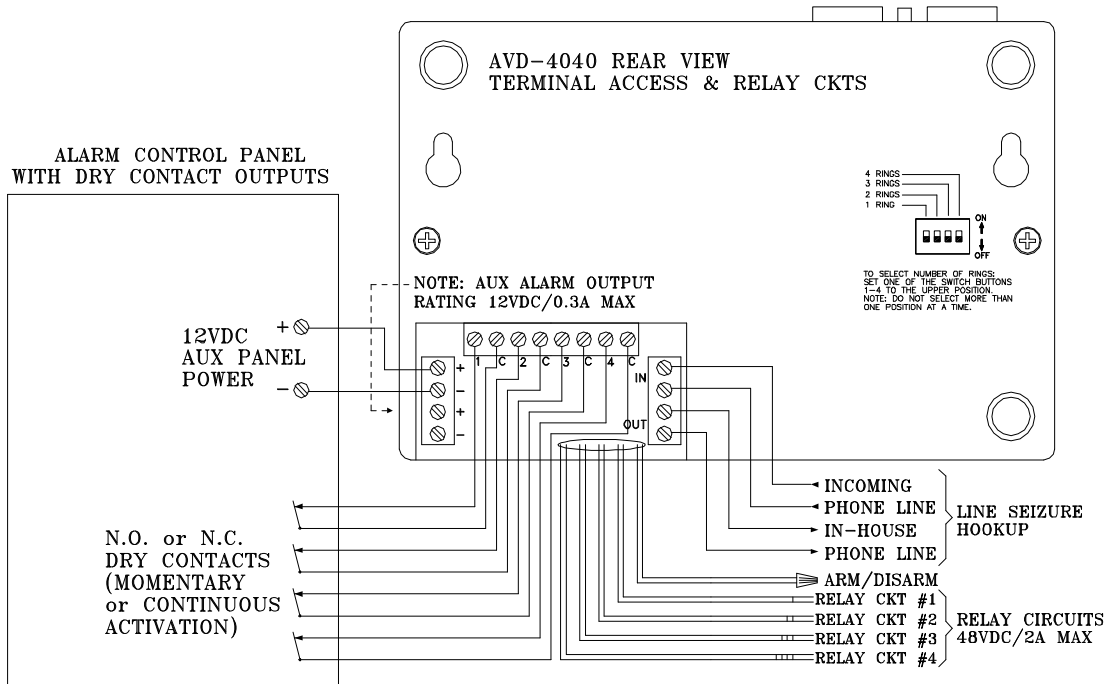 AVD-4040 REAR VIEW
TERMINAL ACCESS & RELAY CKTS
ALARM CONTROL PANEL
WITH DRY CONTACT OUTPUTS
4 RINGS
3 RINGS
2 RINGS
1 RING
ON
OFF
TO SELECT NUMBER OF RINGS:
SET ONE OF THE SWITCH BUTTONS
1-4 TO THE UPPER POSITION.
NOTE: DO NOT SELECT MORE THAN
ONE POSITION AT A TIME.
NOTE: AUX ALARM OUTPUT
RATING 12VDC/0.3A MAX
12VDC
AUX PANEL
POWER
+
-
+
-
+
-
1 C 2 C 3 C 4 C
IN
OUT
INCOMING
PHONE LINE
IN-HOUSE
PHONE LINE
LINE SEIZURE
HOOKUP
ARM/DISARM
RELAY CKT #1
RELAY CKT #2
RELAY CKT #3
RELAY CKT #4
RELAY CIRCUITS
48VDC/2A MAX
N.O. or N.C.
DRY CONTACTS
(MOMENTARY
or CONTINUOUS
ACTIVATION)